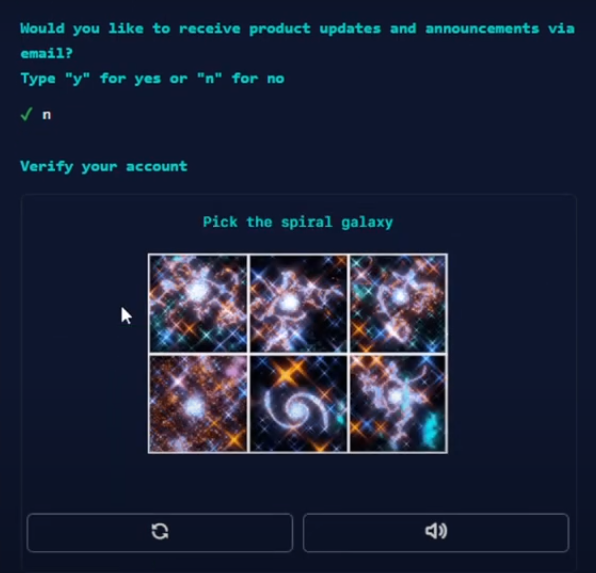 Would you like to receive product updates and announcements via
email?
Type "y" for yes or "n" for no
✓ n
Verify your account
Pick the spiral galaxy